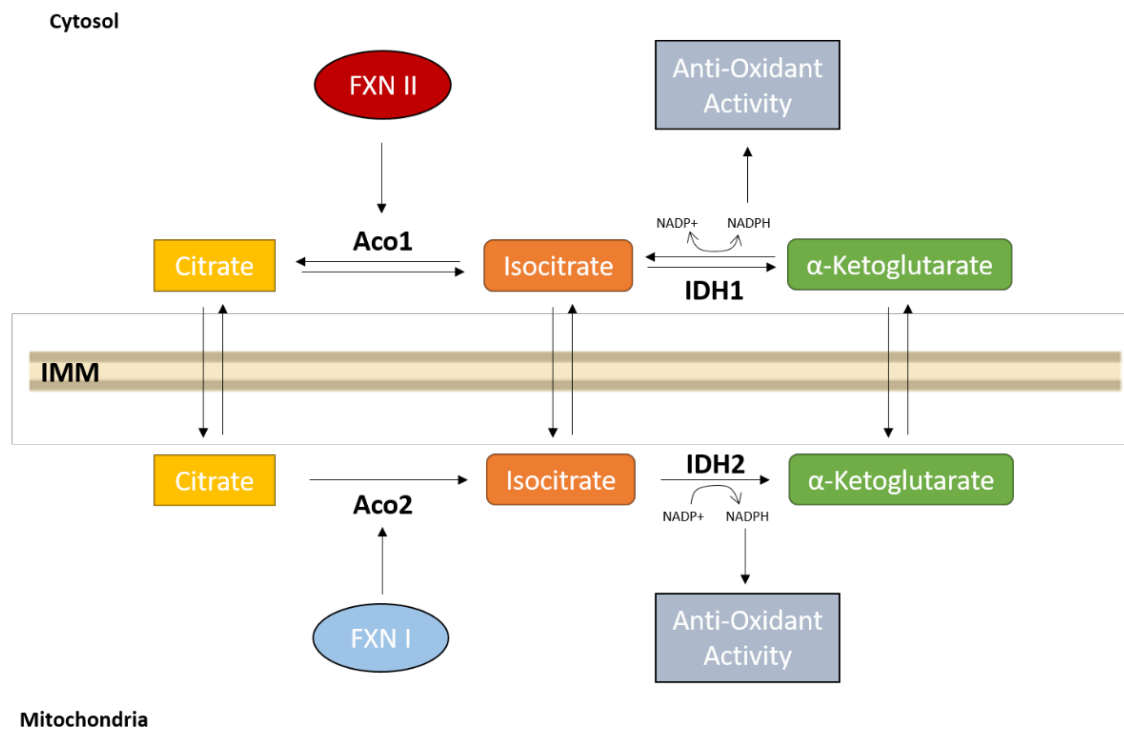 Cytosol
FXN II
Anti-Oxidant
Activity
NADP+
NADPH
Aco1
Citrate
Isocitrate
α-Ketoglutarate
IDH1
IMM
IDH2
Citrate
Isocitrate
α-Ketoglutarate
Aco2
NADP+
NADPH
FXN I
Anti-Oxidant
Activity
Mitochondria